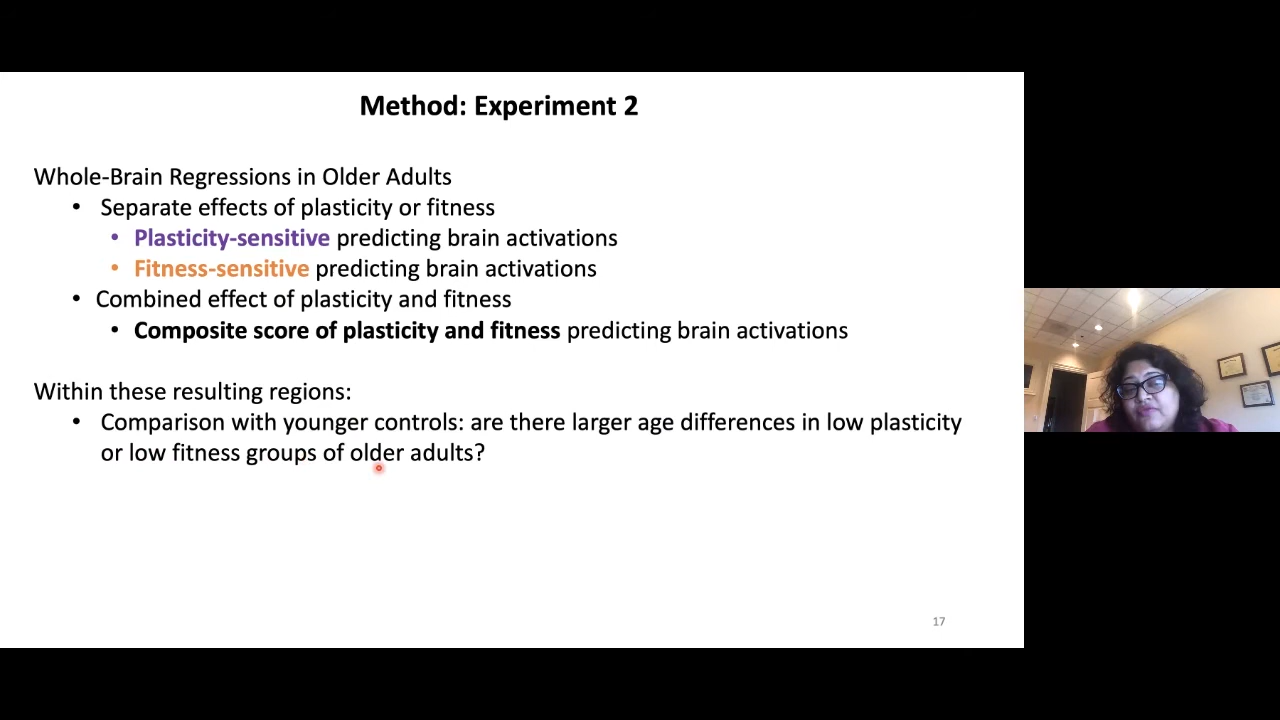 Method: Experiment 2
Whole-Brain Regressions in Older Adults
• Separate effects of plasticity or fitness
• Plasticity-sensitive predicting brain activations
• Fitness-sensitive predicting brain activations
• Combined effect of plasticity and fitness
• Composite score of plasticity and fitness predicting brain activations
Within these resulting regions:
• Comparison with younger controls: are there larger age differences in low plasticity
or low fitness groups of older adults?
17